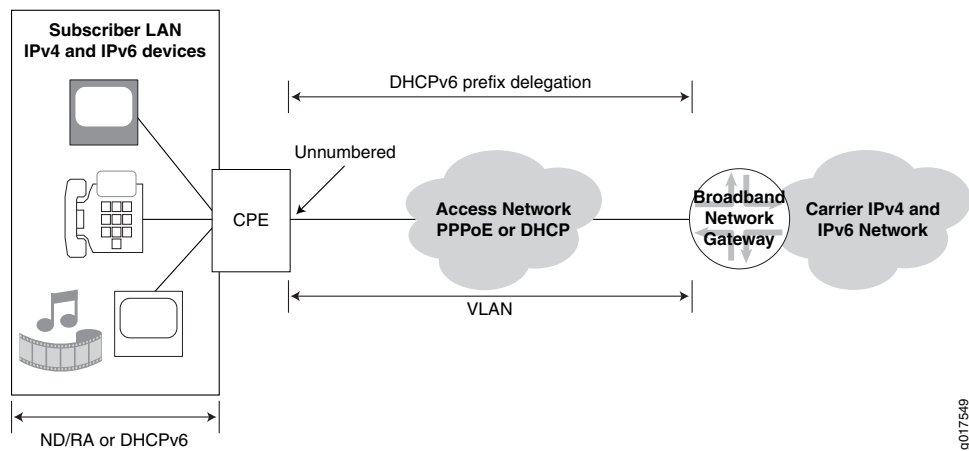 Subscriber LAN
IPv4 and IPv6 devices
DHCPv6 prefix delegation
Unnumbered
CPE
Access Network
PPPoE or DHCP
Broadband
Network
Gateway
Carrier IPv4 and
IPv6 Network
VLAN
ND/RA or DHCPv6
g017549